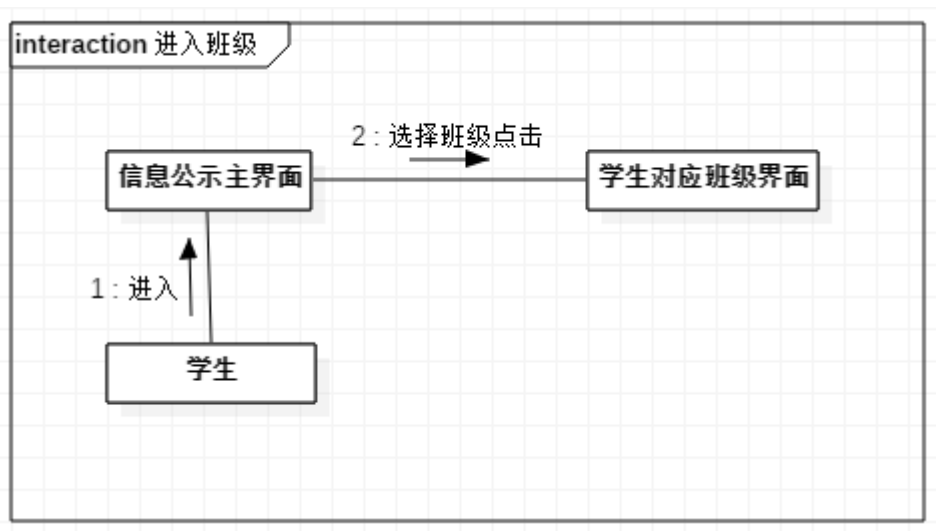 interaction 进入班级
2 : 选择班级点击
信息公示主界面
学生对应班级界面
1 : 进入
学生